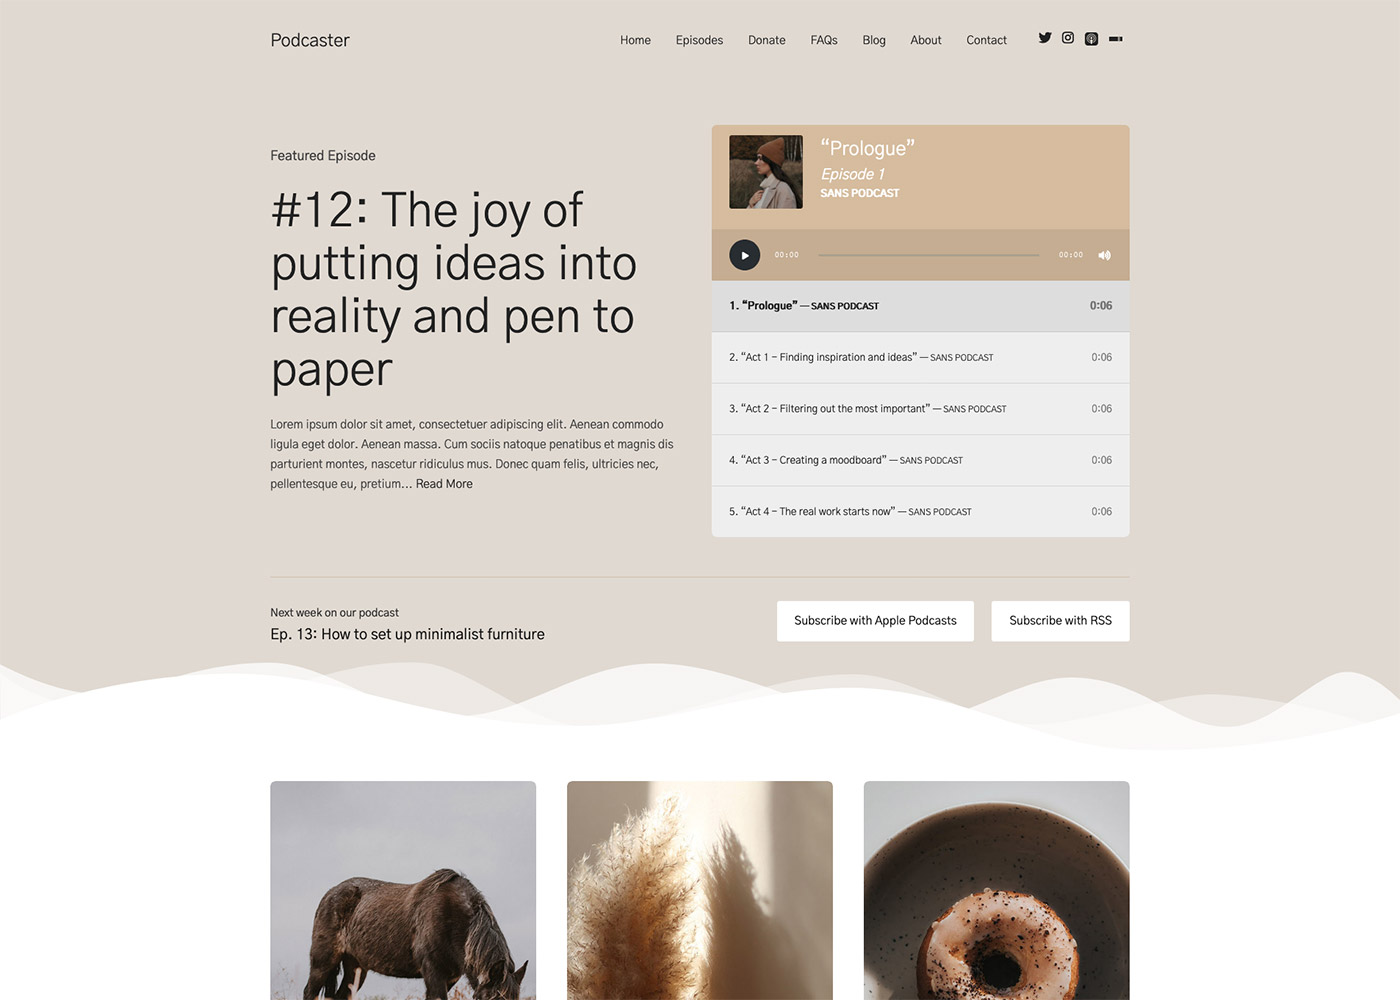 Podcaster
Home Episodes Donate FAQs Blog About Contact
Featured Episode
#12: The joy of
putting ideas into
reality and pen to
paper
Lorem ipsum dolor sit amet, consectetuer adipiscing elit. Aenean commodo
ligula eget dolor. Aenean massa. Cum sociis natoque penatibus et magnis dis
parturient montes, nascetur ridiculus mus. Donec quam felis, ultricies nec,
pellentesque eu, pretium... Read More
“Prologue”
Episode 1
SANS PODCAST
00:00 00:00
1. “Prologue” — SANS PODCAST 0:06
2. “Act 1 – Finding inspiration and ideas” — SANS PODCAST 0:06
3. “Act 2 – Filtering out the most important” — SANS PODCAST 0:06
4. “Act 3 – Creating a moodboard” — SANS PODCAST 0:06
5. “Act 4 – The real work starts now” — SANS PODCAST 0:06
Next week on our podcast
Ep. 13: How to set up minimalist furniture
Subscribe with Apple Podcasts
Subscribe with RSS